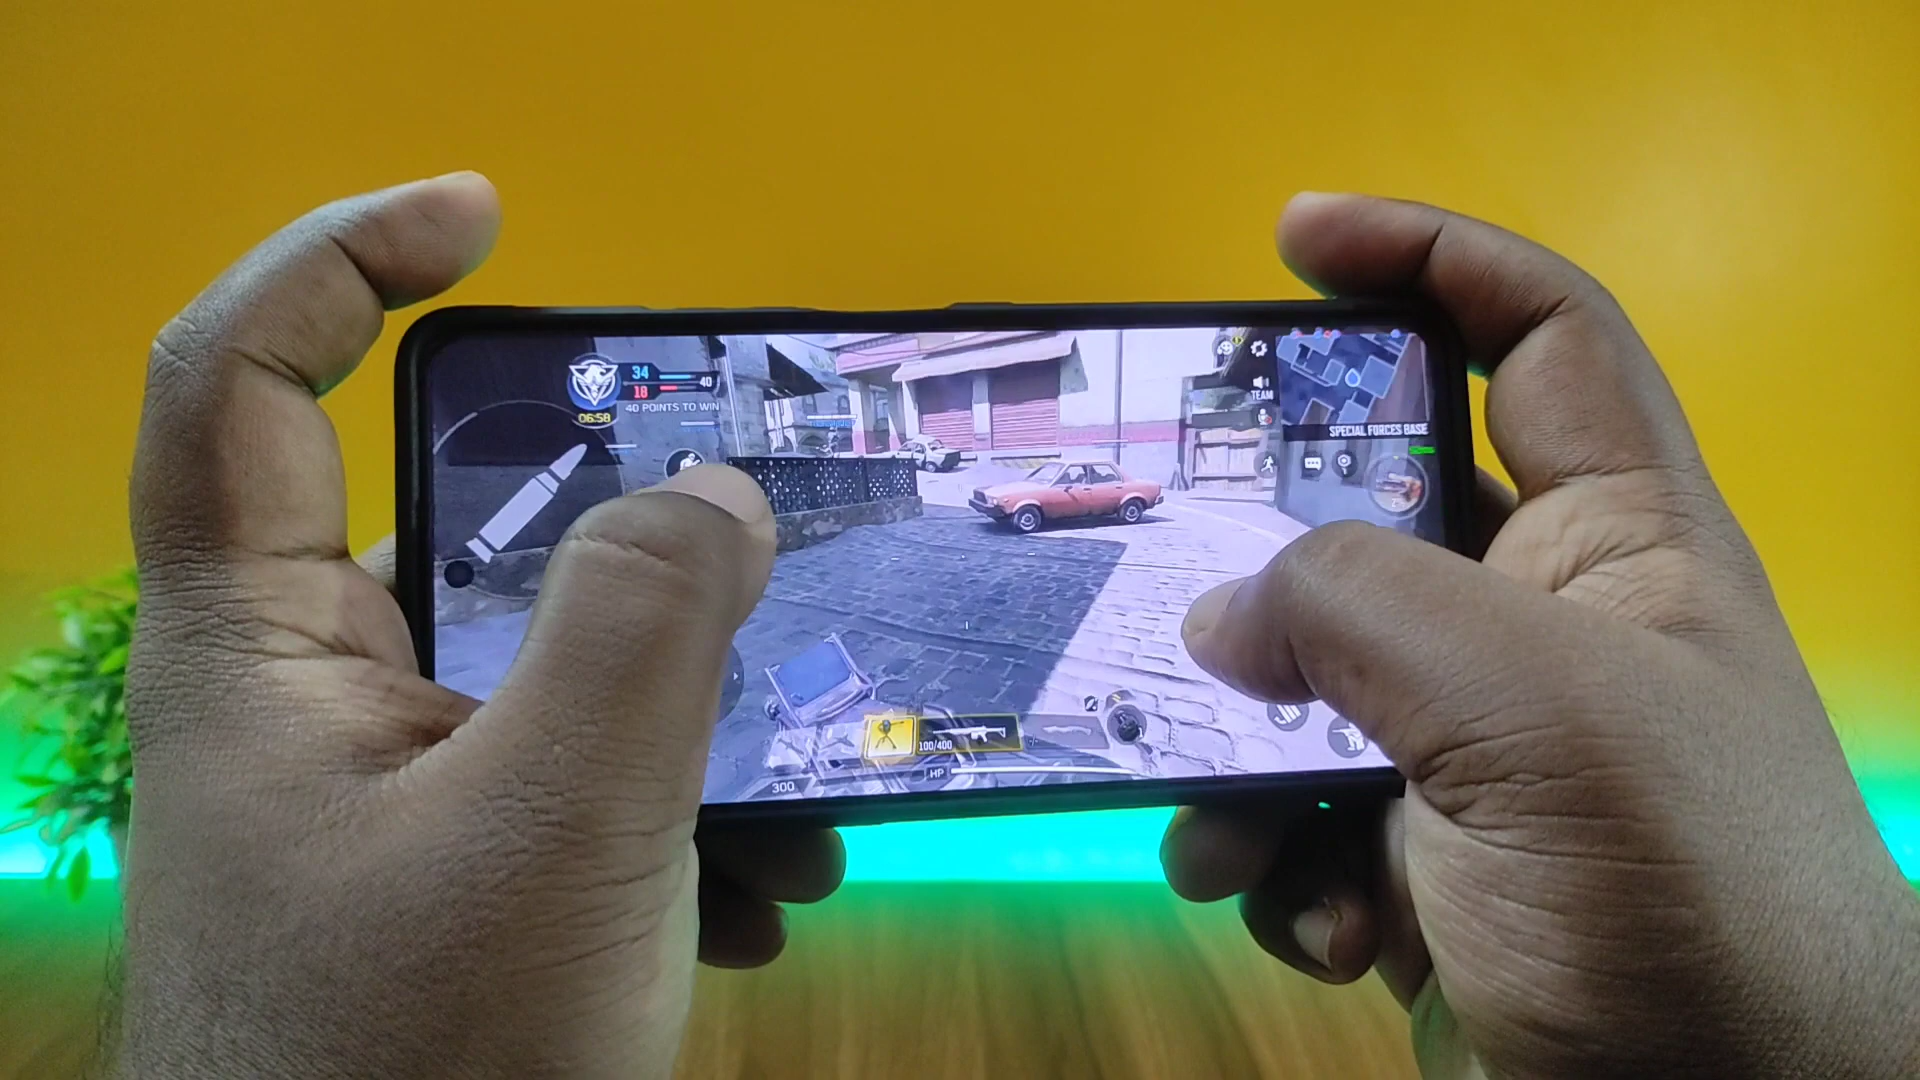 34
18
40
06:58
40 POINTS TO WIN
TEAM
SPECIAL FORCES BASE
100/400
HP
300